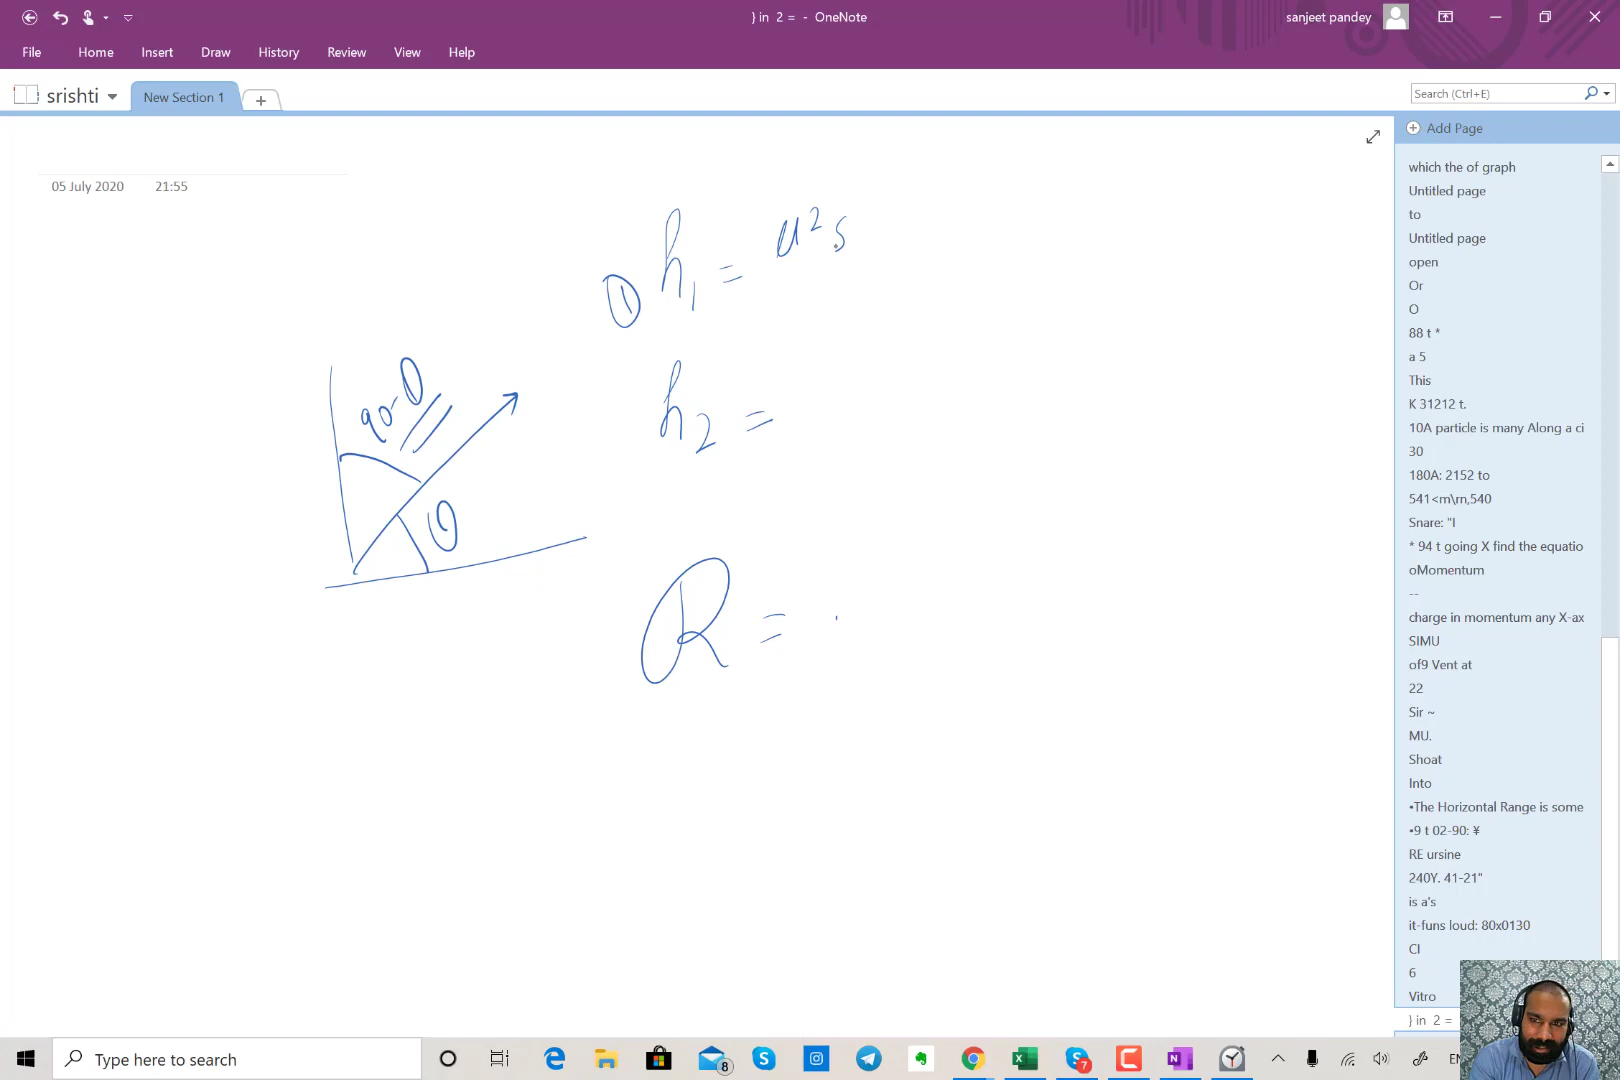 } in 2 = - OneNote
sanjeet pandey
File Home Insert Draw History Review View Help
srishti
New Section 1
Search (Ctrl+E)
Add Page
05 July 2020 21:55
which the of graph
Untitled page
to
Untitled page
open
Or
O
88 t *
a 5
This
K 31212 t.
10A particle is many Along a ci
30
180A: 2152 to
541<m\rn,540
Snare: "I
* 94 t going X find the equatio
oMomentum
--
charge in momentum any X-ax
SIMU
of9 Vent at
22
Sir ~
MU.
Shoat
Into
•The Horizontal Range is some
•9 t 02-90: ¥
RE ursine
240Y. 41-21"
is a's
it-funs loud: 80x0130
CI
6
Vitro
} in 2 =
① h₁ = u² s
h₂ =
90-θ
θ
R =
Type here to search
8
7